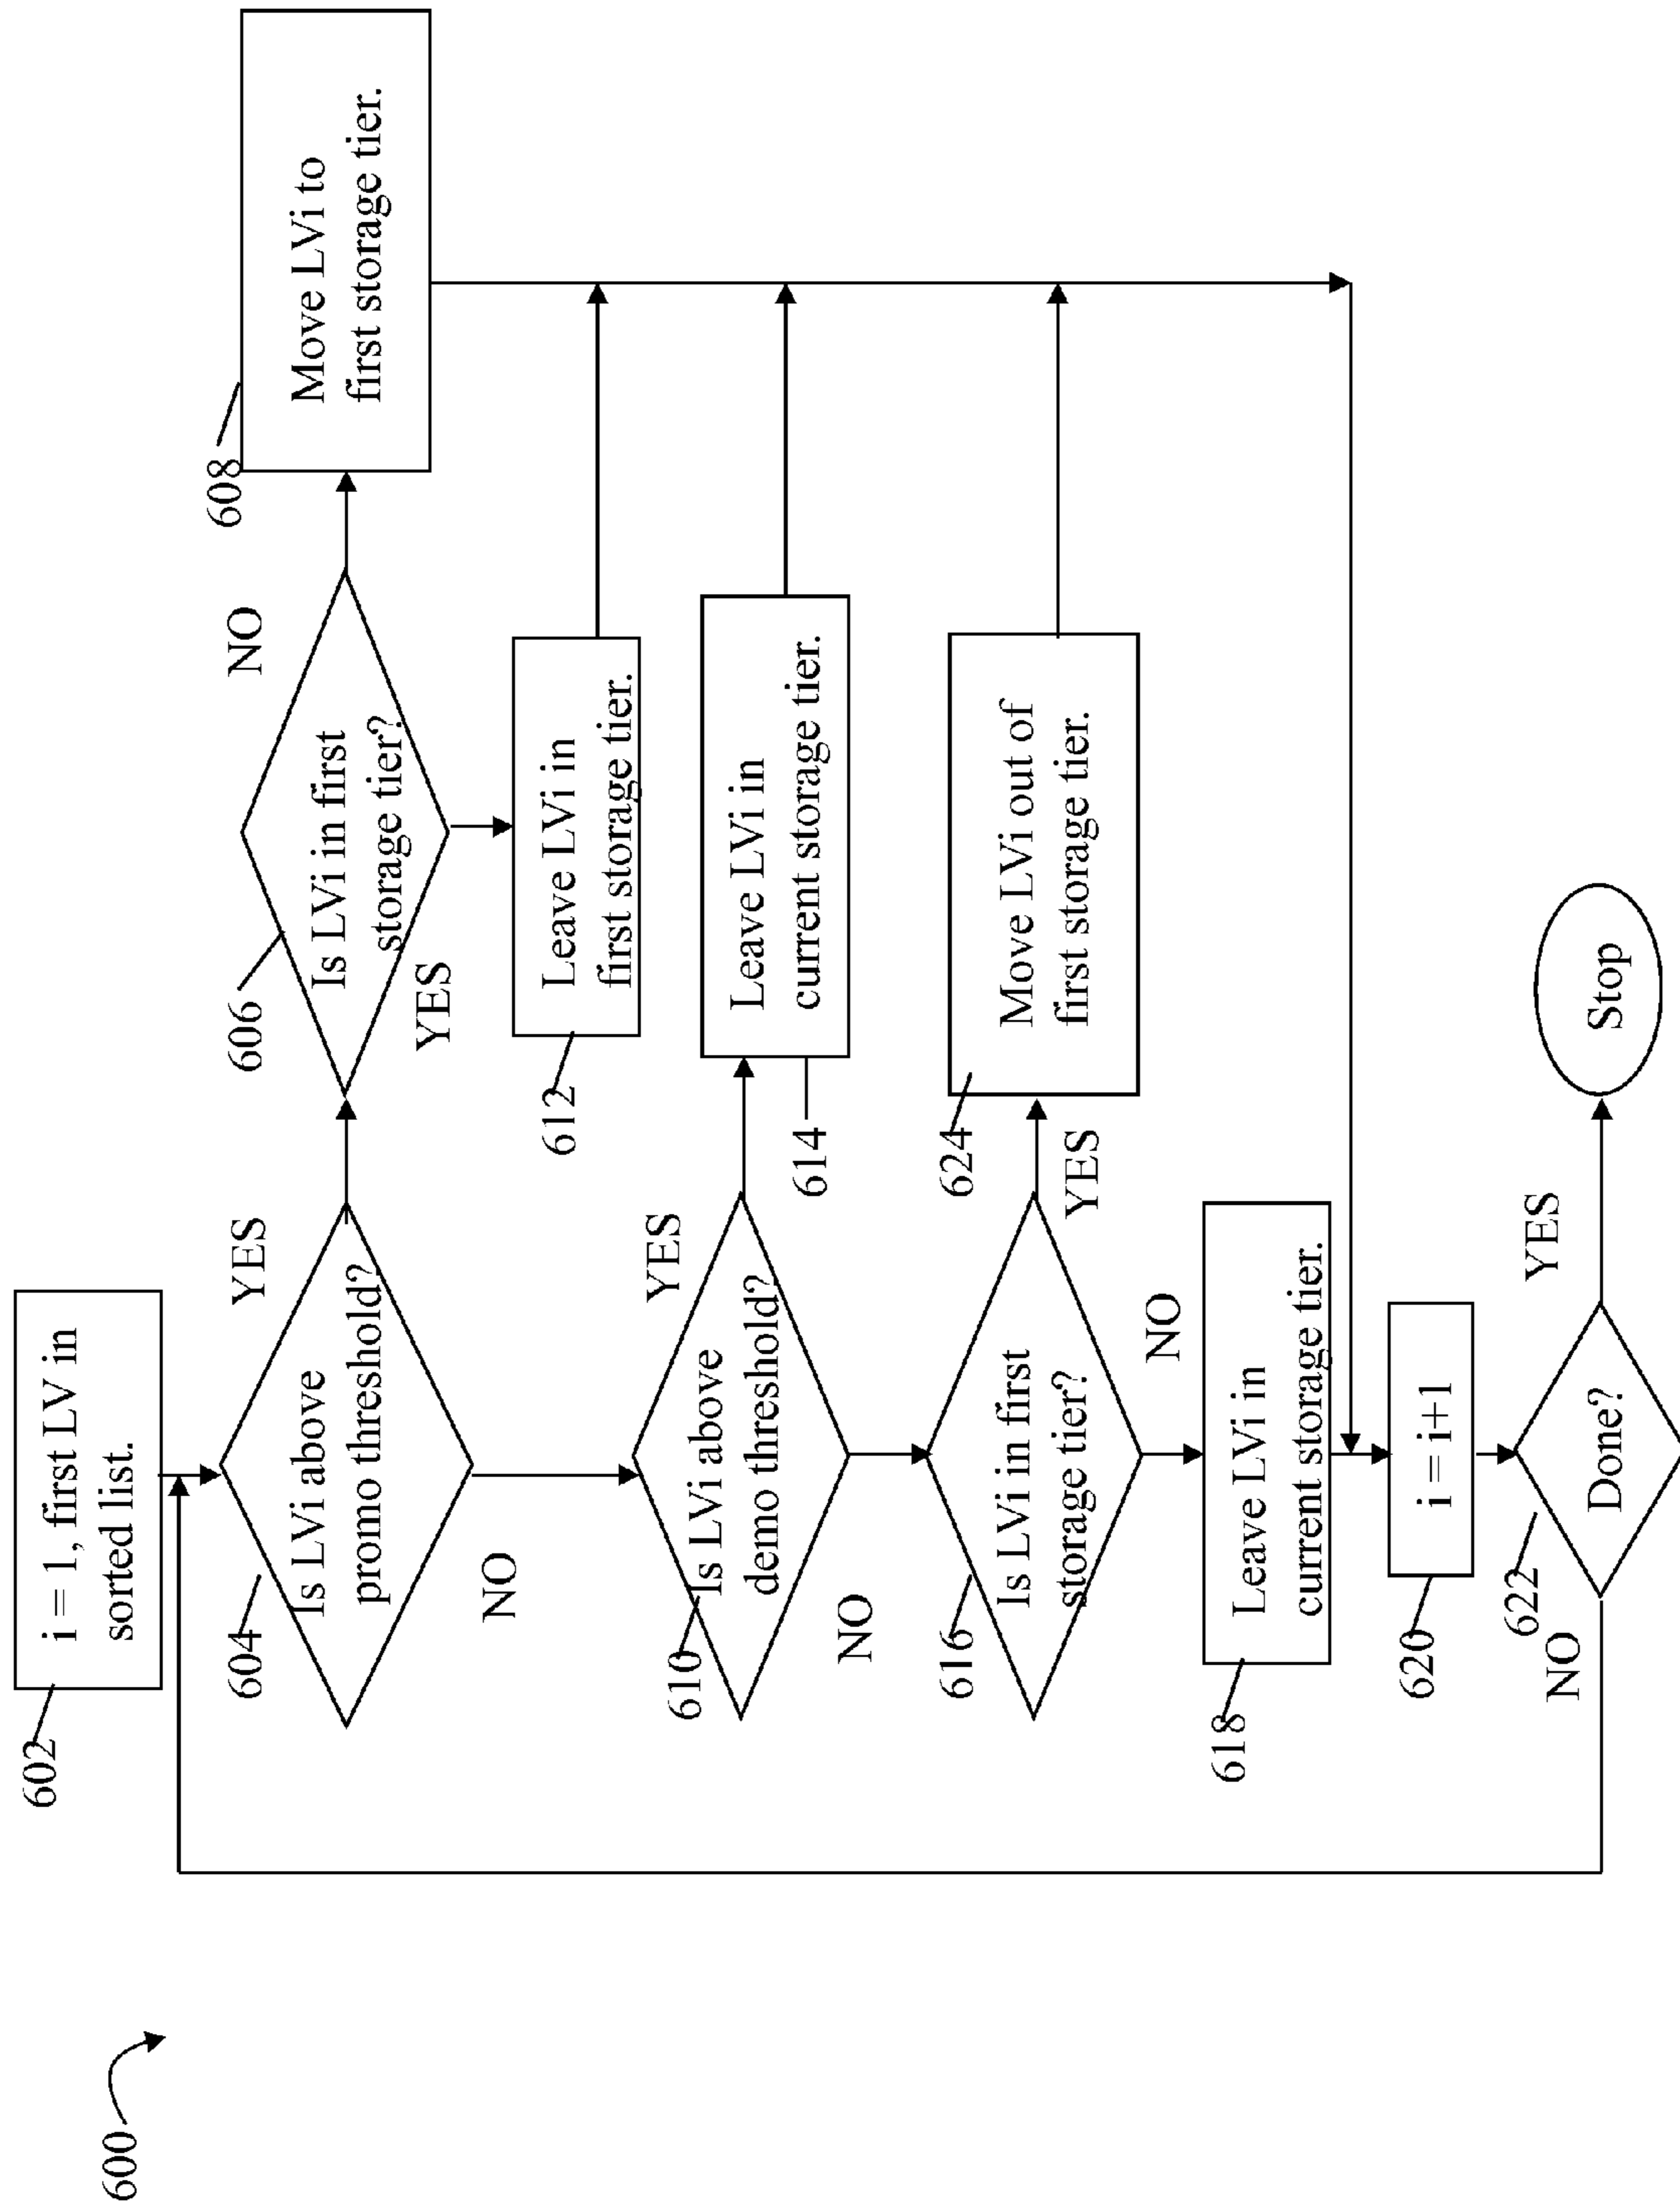 600
602
i = 1, first LV in
sorted list.
604
Is LVi above
promo threshold?
YES
NO
606
Is LVi in first
storage tier?
NO
YES
608
Move LVi to
first storage tier.
612
Leave LVi in
first storage tier.
610
Is LVi above
demo threshold?
YES
NO
614
Leave LVi in
current storage tier.
616
Is LVi in first
storage tier?
YES
NO
624
Move LVi out of
first storage tier.
618
Leave LVi in
current storage tier.
620
i = i+1
622
Done?
NO
YES
Stop